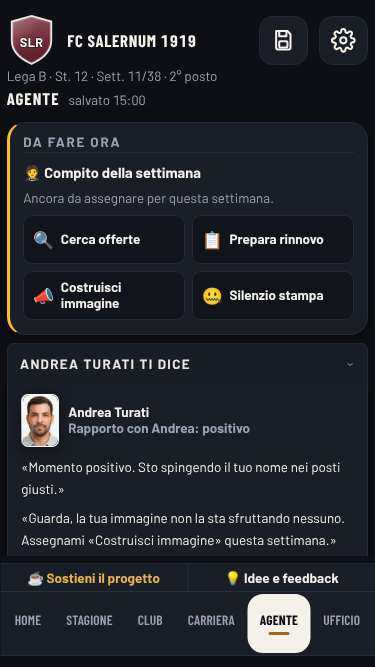 SLR
FC SALERNUM 1919
Lega B · St. 12 · Sett. 11/38 · 2° posto
AGENTE salvato 15:00
DA FARE ORA
Compito della settimana
Ancora da assegnare per questa settimana.
Cerca offerte
Prepara rinnovo
Costruisci
immagine
Silenzio stampa
ANDREA TURATI TI DICE
Andrea Turati
Rapporto con Andrea: positivo
«Momento positivo. Sto spingendo il tuo nome nei posti
giusti.»
«Guarda, la tua immagine non la sta sfruttando nessuno.
Assegnami «Costruisci immagine» questa settimana.»
Sostieni il progetto
Idee e feedback
HOME STAGIONE CLUB CARRIERA AGENTE UFFICIO